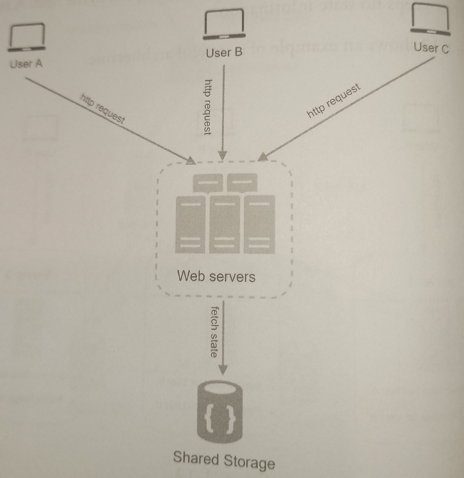 User A
User B
User C
http request
http request
http request
Web servers
fetch state
{ }
Shared Storage